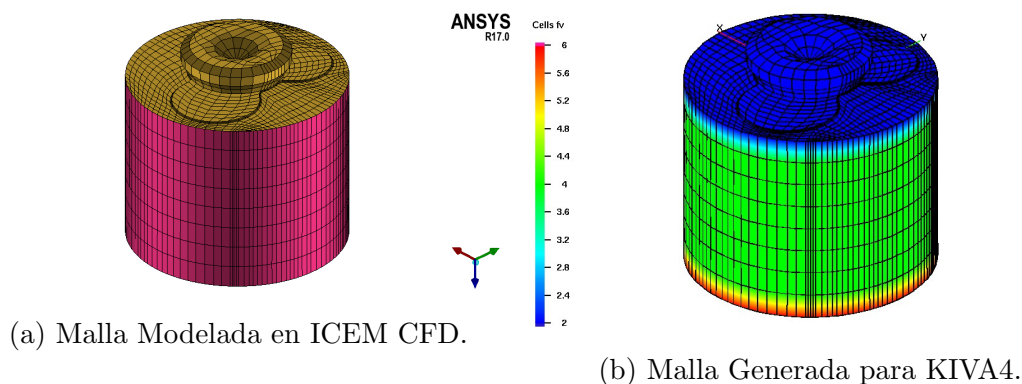 ANSYS
R17.0
Cells fv
6
5.6
5.2
4.8
4.4
4
3.6
3.2
2.8
2.4
2
X
Y
(a) Malla Modelada en ICEM CFD.
(b) Malla Generada para KIVA4.